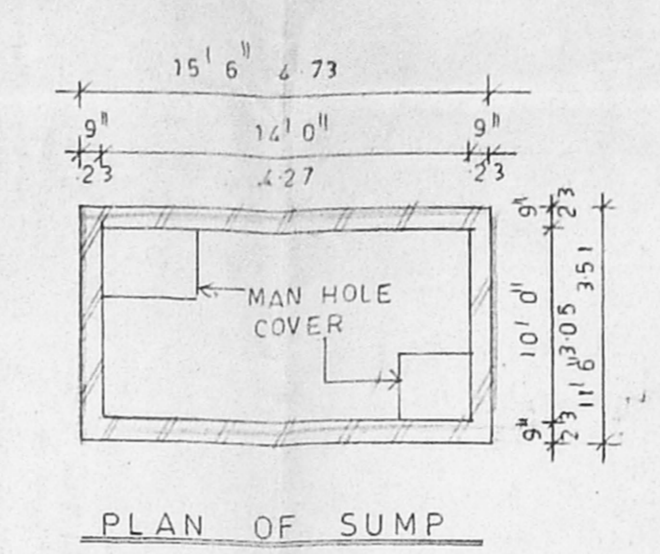 15' 6" 4.73
9" 14' 0" 9"
.23 4.27 .23
9" .23
MAN HOLE
COVER
10' 0" 3.05
11' 6" 3.51
9" .23
PLAN OF SUMP